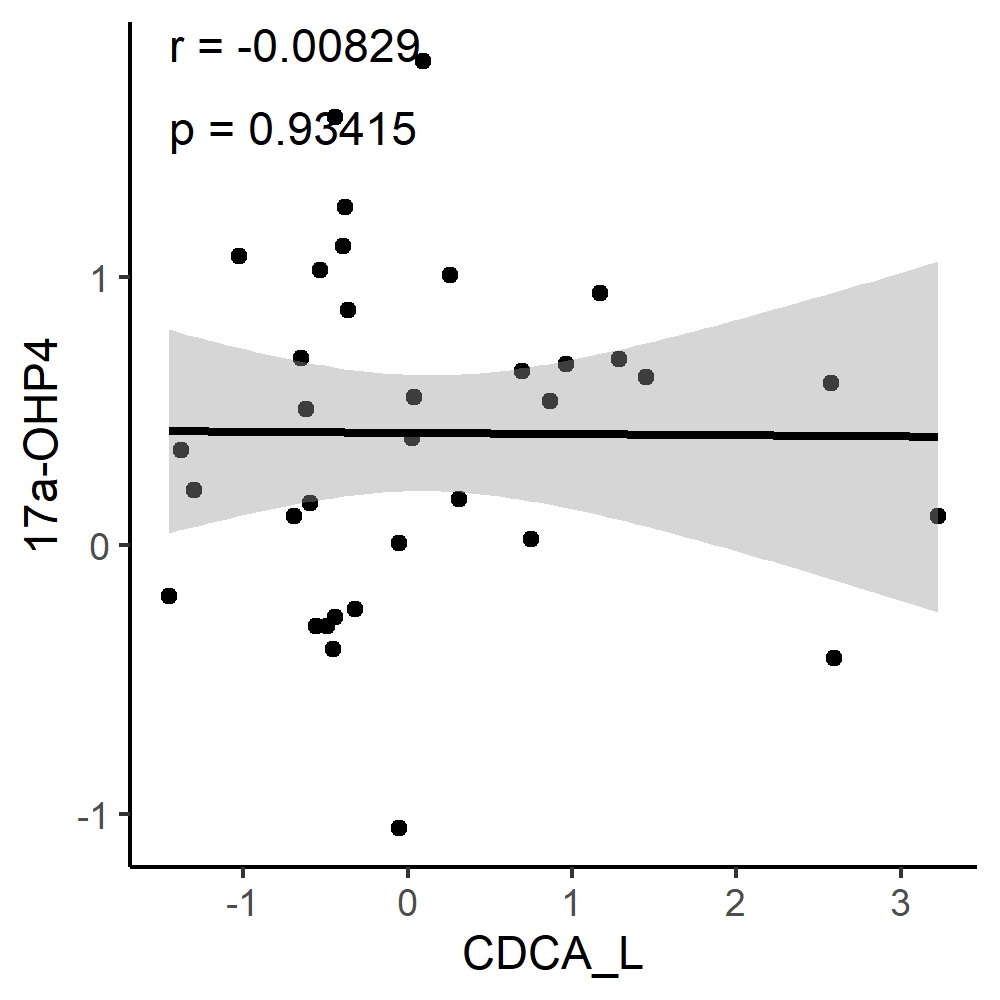 r = -0.00829
p = 0.93415
1
0
-1
17a-OHP4
-1 0 1 2 3
CDCA_L